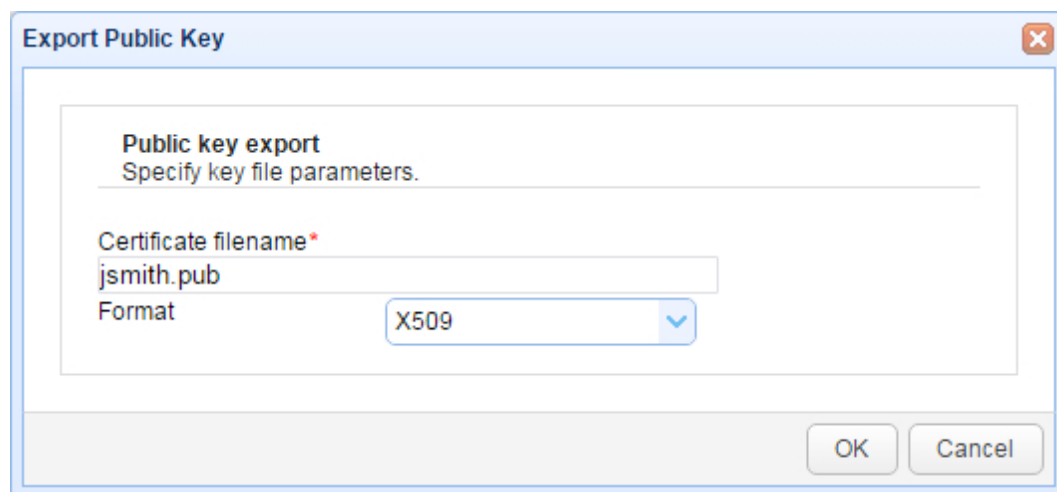 Export Public Key
Public key export
Specify key file parameters.
Certificate filename*
jsmith.pub
Format
X509
OK
Cancel